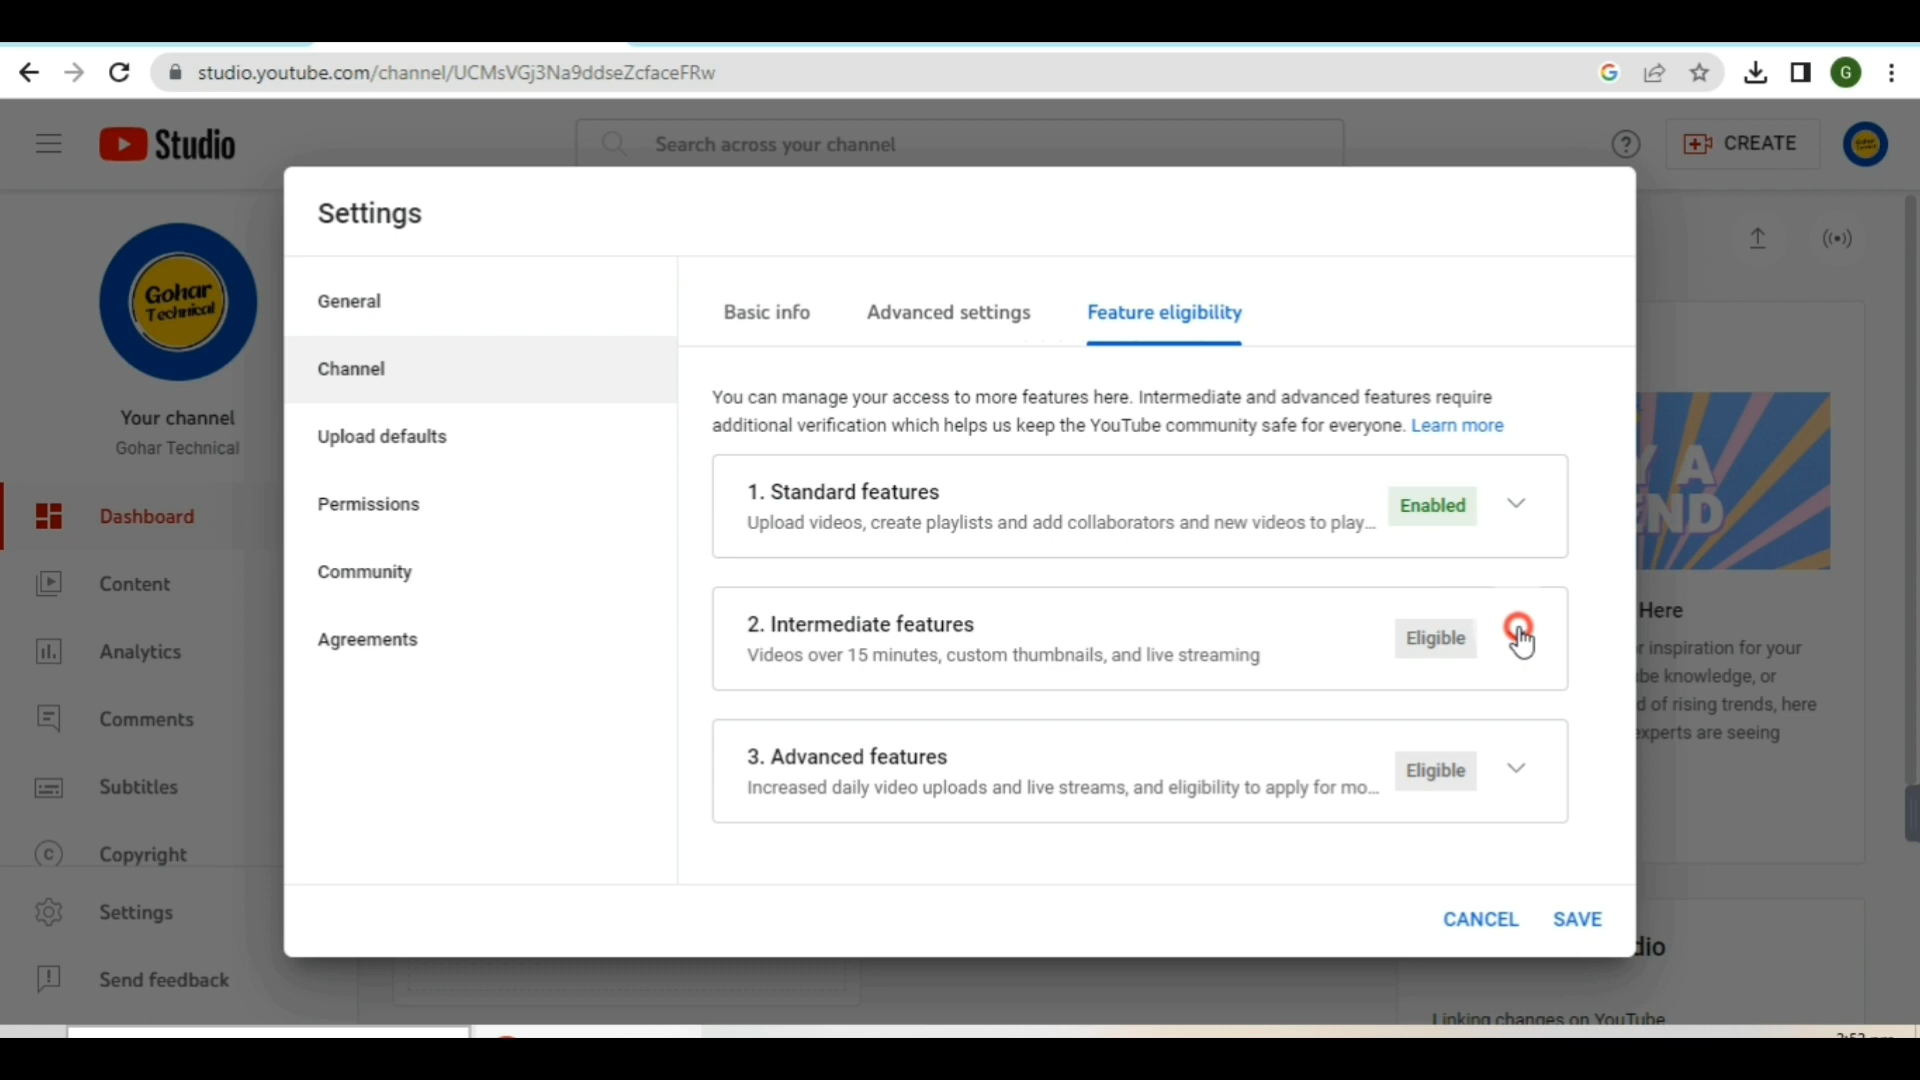 studio.youtube.com/channel/UCMsVGj3Na9ddseZcfaceFRw
G
Studio
Search across your channel
CREATE
Settings
Gohar
Technical
Your channel
Gohar Technical
Dashboard
Content
Analytics
Comments
Subtitles
Copyright
Settings
Send feedback
General
Channel
Upload defaults
Permissions
Community
Agreements
Basic info
Advanced settings
Feature eligibility
You can manage your access to more features here. Intermediate and advanced features require
additional verification which helps us keep the YouTube community safe for everyone. Learn more
1. Standard features
Upload videos, create playlists and add collaborators and new videos to play...
Enabled
2. Intermediate features
Videos over 15 minutes, custom thumbnails, and live streaming
Eligible
3. Advanced features
Increased daily video uploads and live streams, and eligibility to apply for mo...
Eligible
CANCEL
SAVE
Y A
END
Here
r inspiration for your
be knowledge, or
d of rising trends, here
experts are seeing
dio
Linking changes on YouTube